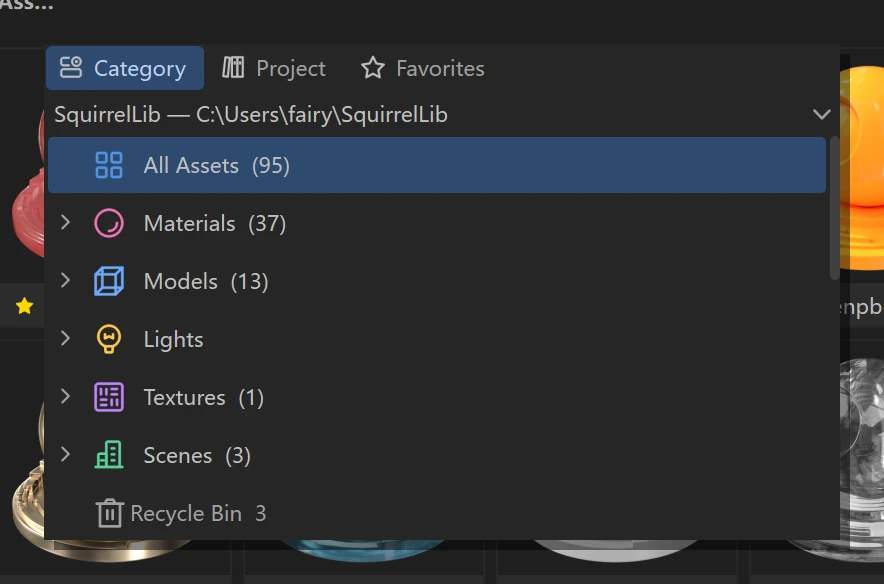 Ass...
Category Project Favorites
SquirrelLib — C:\Users\fairy\SquirrelLib
All Assets (95)
Materials (37)
Models (13)
enpb
Lights
Textures (1)
Scenes (3)
Recycle Bin 3